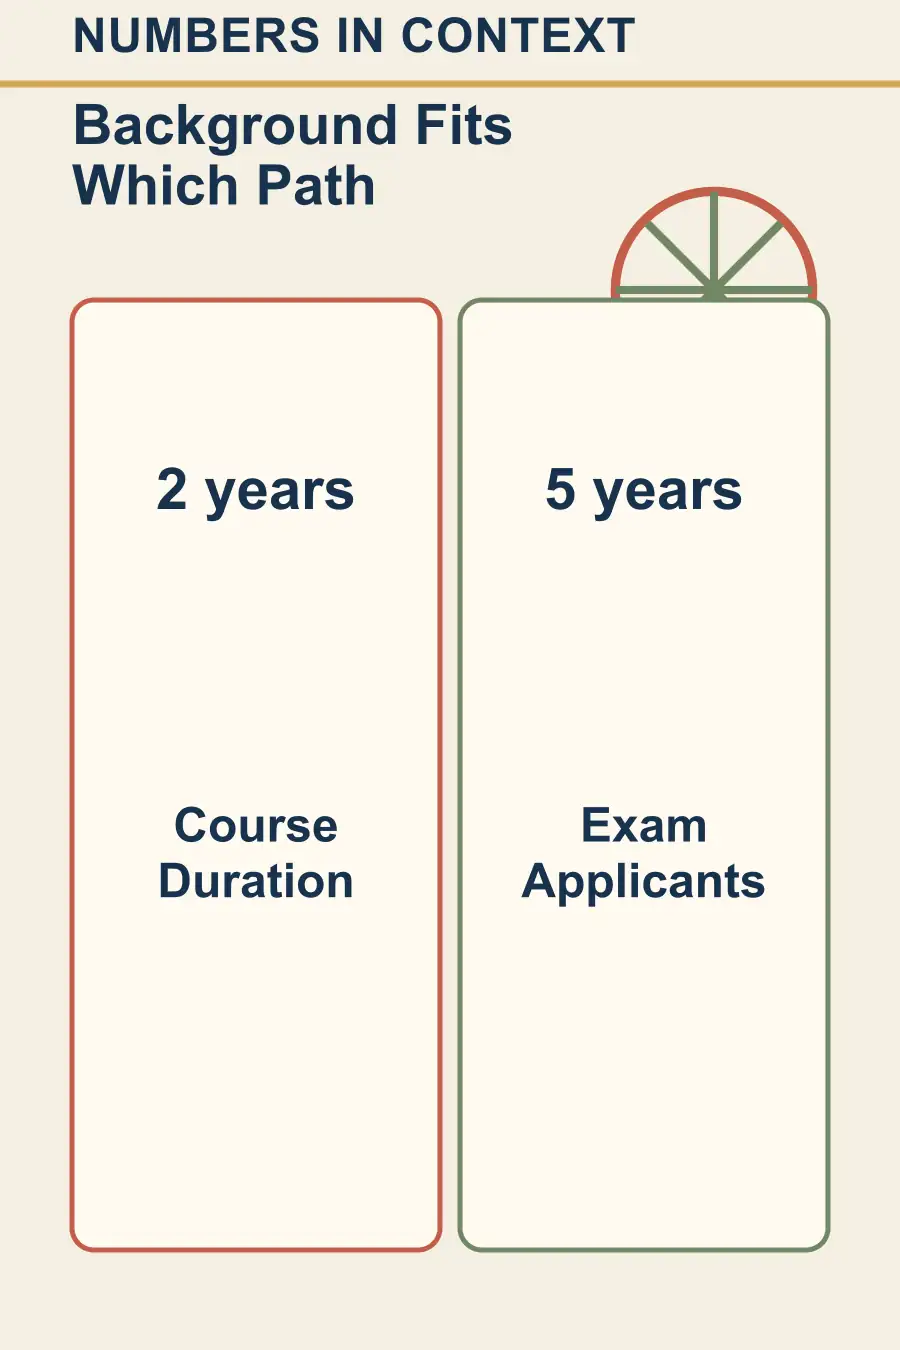 NUMBERS IN CONTEXT
Background Fits
Which Path
2 years
Course
Duration
5 years
Exam
Applicants